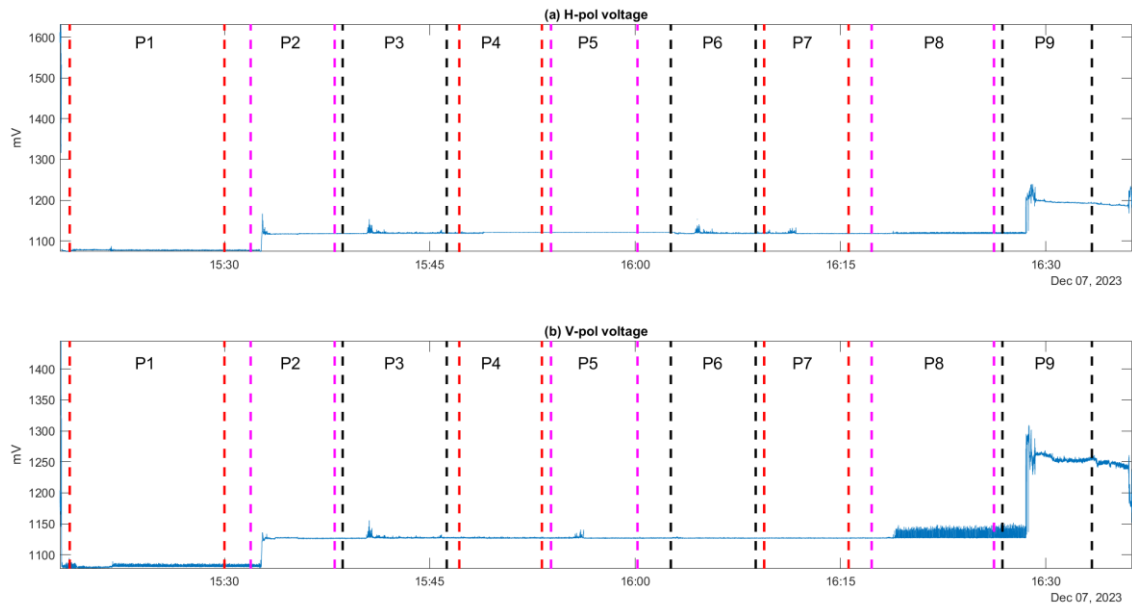 (a) H-pol voltage
P1 P2 P3 P4 P5 P6 P7 P8 P9
1600
1500
1400
1300
1200
1100
mV
15:30 15:45 16:00 16:15 16:30
Dec 07, 2023
(b) V-pol voltage
P1 P2 P3 P4 P5 P6 P7 P8 P9
1400
1350
1300
1250
1200
1150
1100
mV
15:30 15:45 16:00 16:15 16:30
Dec 07, 2023